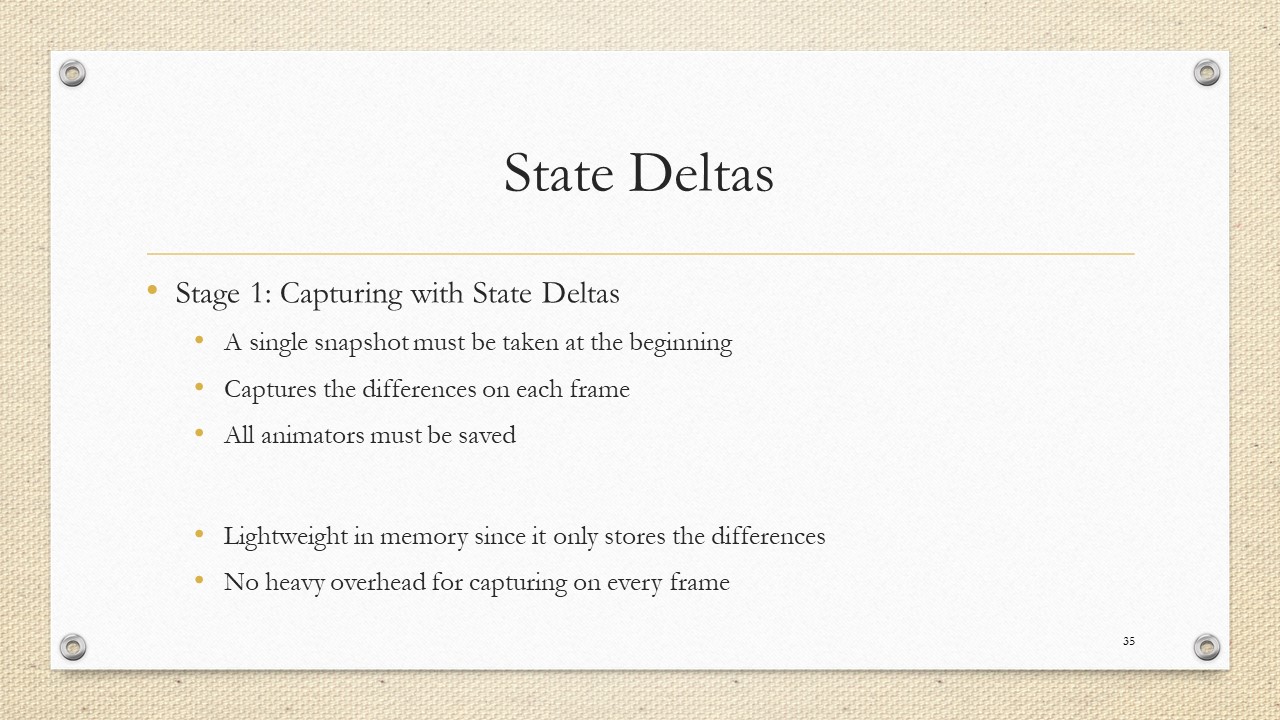 State Deltas
• Stage 1: Capturing with State Deltas
• A single snapshot must be taken at the beginning
• Captures the differences on each frame
• All animators must be saved
• Lightweight in memory since it only stores the differences
• No heavy overhead for capturing on every frame
35